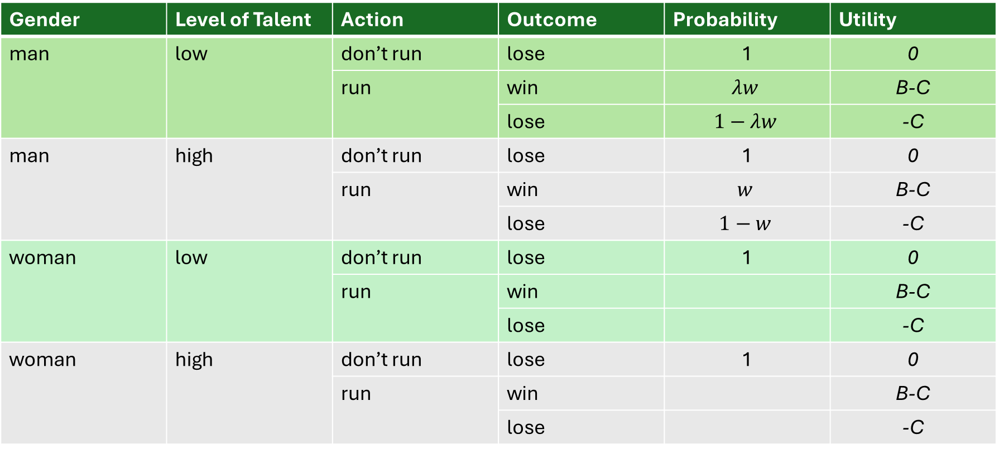 Gender Level of Talent Action Outcome Probability Utility
man low don’t run lose 1 0
run win λw B-C
lose 1 − λw -C
man high don’t run lose 1 0
run win w B-C
lose 1 − w -C
woman low don’t run lose 1 0
run win B-C
lose -C
woman high don’t run lose 1 0
run win B-C
lose -C